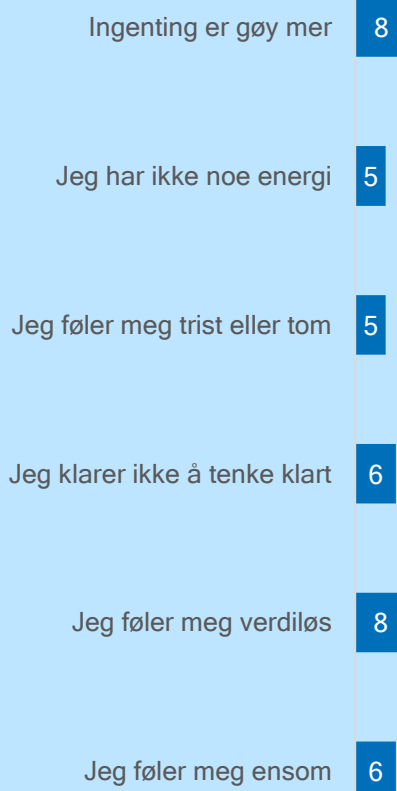 Ingenting er gøy mer 8
Jeg har ikke noe energi 5
Jeg føler meg trist eller tom 5
Jeg klarer ikke å tenke klart 6
Jeg føler meg verdiløs 8
Jeg føler meg ensom 6